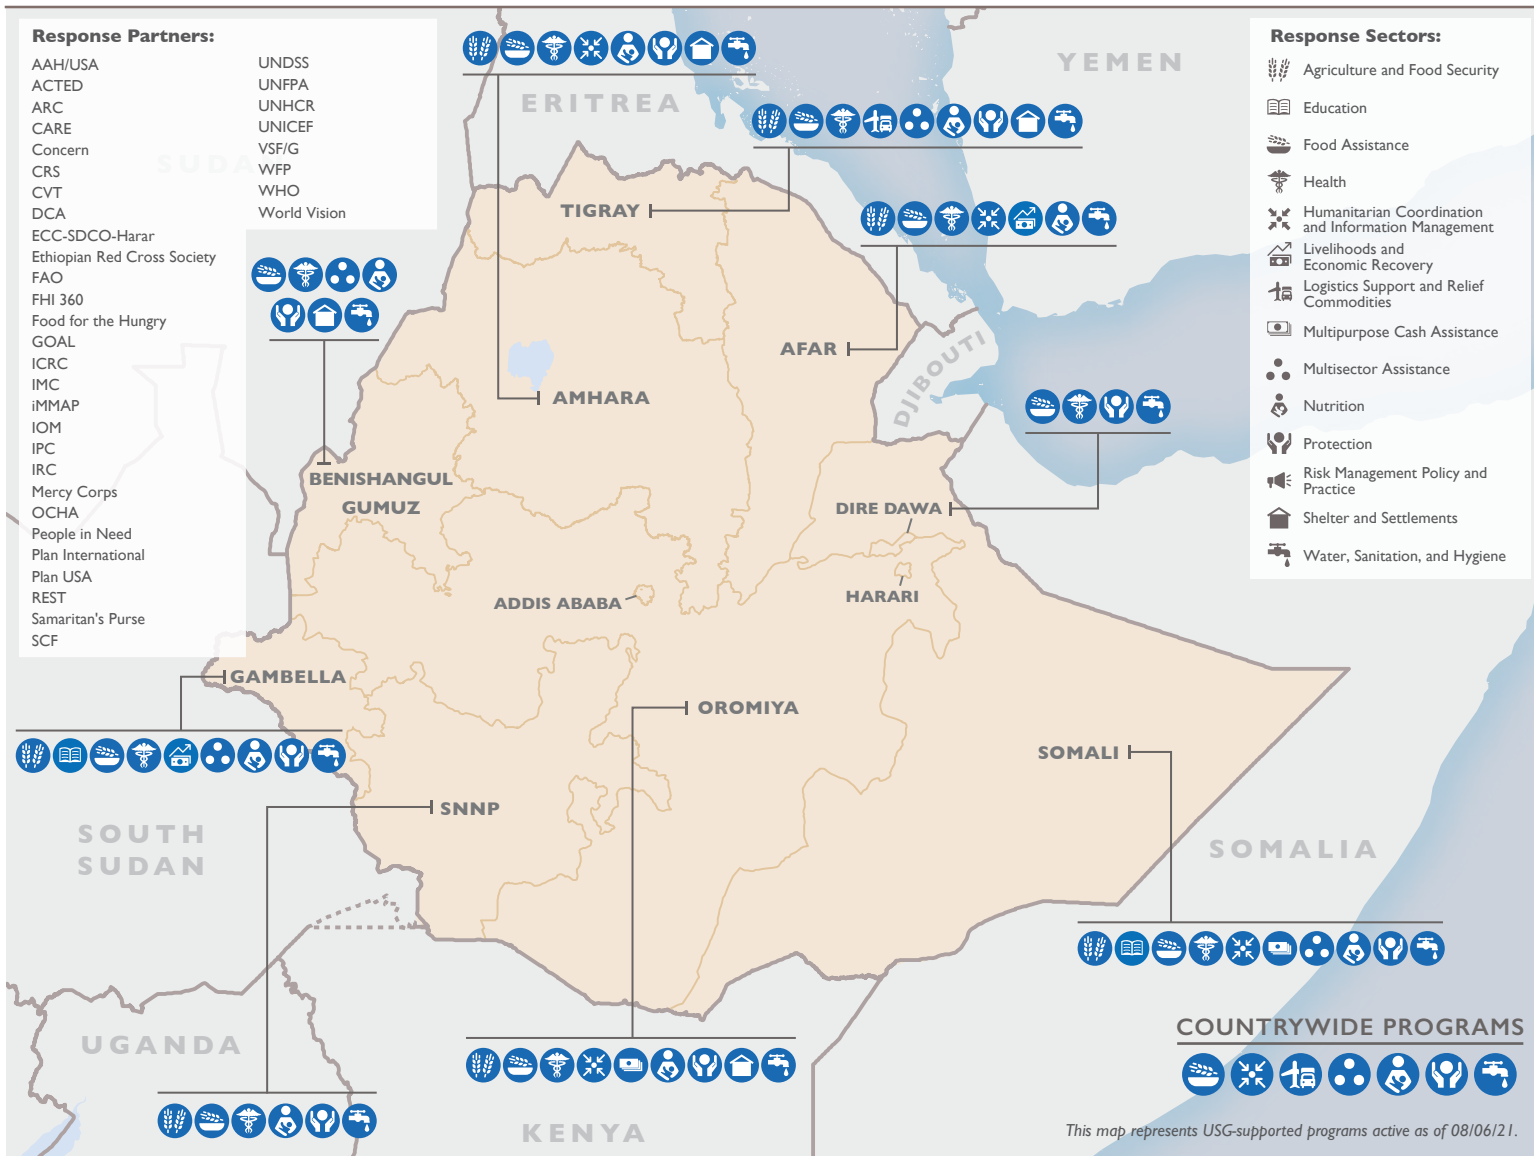 Response Partners:
AAH/USA
ACTED
ARC
CARE
Concern
CRS
CVT
DCA
ECC-SDCO-Harar
Ethiopian Red Cross Society
FAO
FHI 360
Food for the Hungry
GOAL
ICRC
IMC
iMMAP
IOM
IPC
IRC
Mercy Corps
OCHA
People in Need
Plan International
Plan USA
REST
Samaritan's Purse
SCF
UNDSS
UNFPA
UNHCR
UNICEF
VSF/G
WFP
WHO
World Vision
SUDA
ERITREA
YEMEN
TIGRAY
AFAR
DJIBOUTI
AMHARA
BENISHANGUL
GUMUZ
DIRE DAWA
ADDIS ABABA
HARARI
GAMBELLA
OROMIYA
SOMALI
SNNP
SOUTH
SUDAN
SOMALIA
UGANDA
KENYA
Response Sectors:
Agriculture and Food Security
Education
Food Assistance
Health
Humanitarian Coordination
and Information Management
Livelihoods and
Economic Recovery
Logistics Support and Relief
Commodities
Multipurpose Cash Assistance
Multisector Assistance
Nutrition
Protection
Risk Management Policy and
Practice
Shelter and Settlements
Water, Sanitation, and Hygiene
COUNTRYWIDE PROGRAMS
This map represents USG-supported programs active as of 08/06/21.